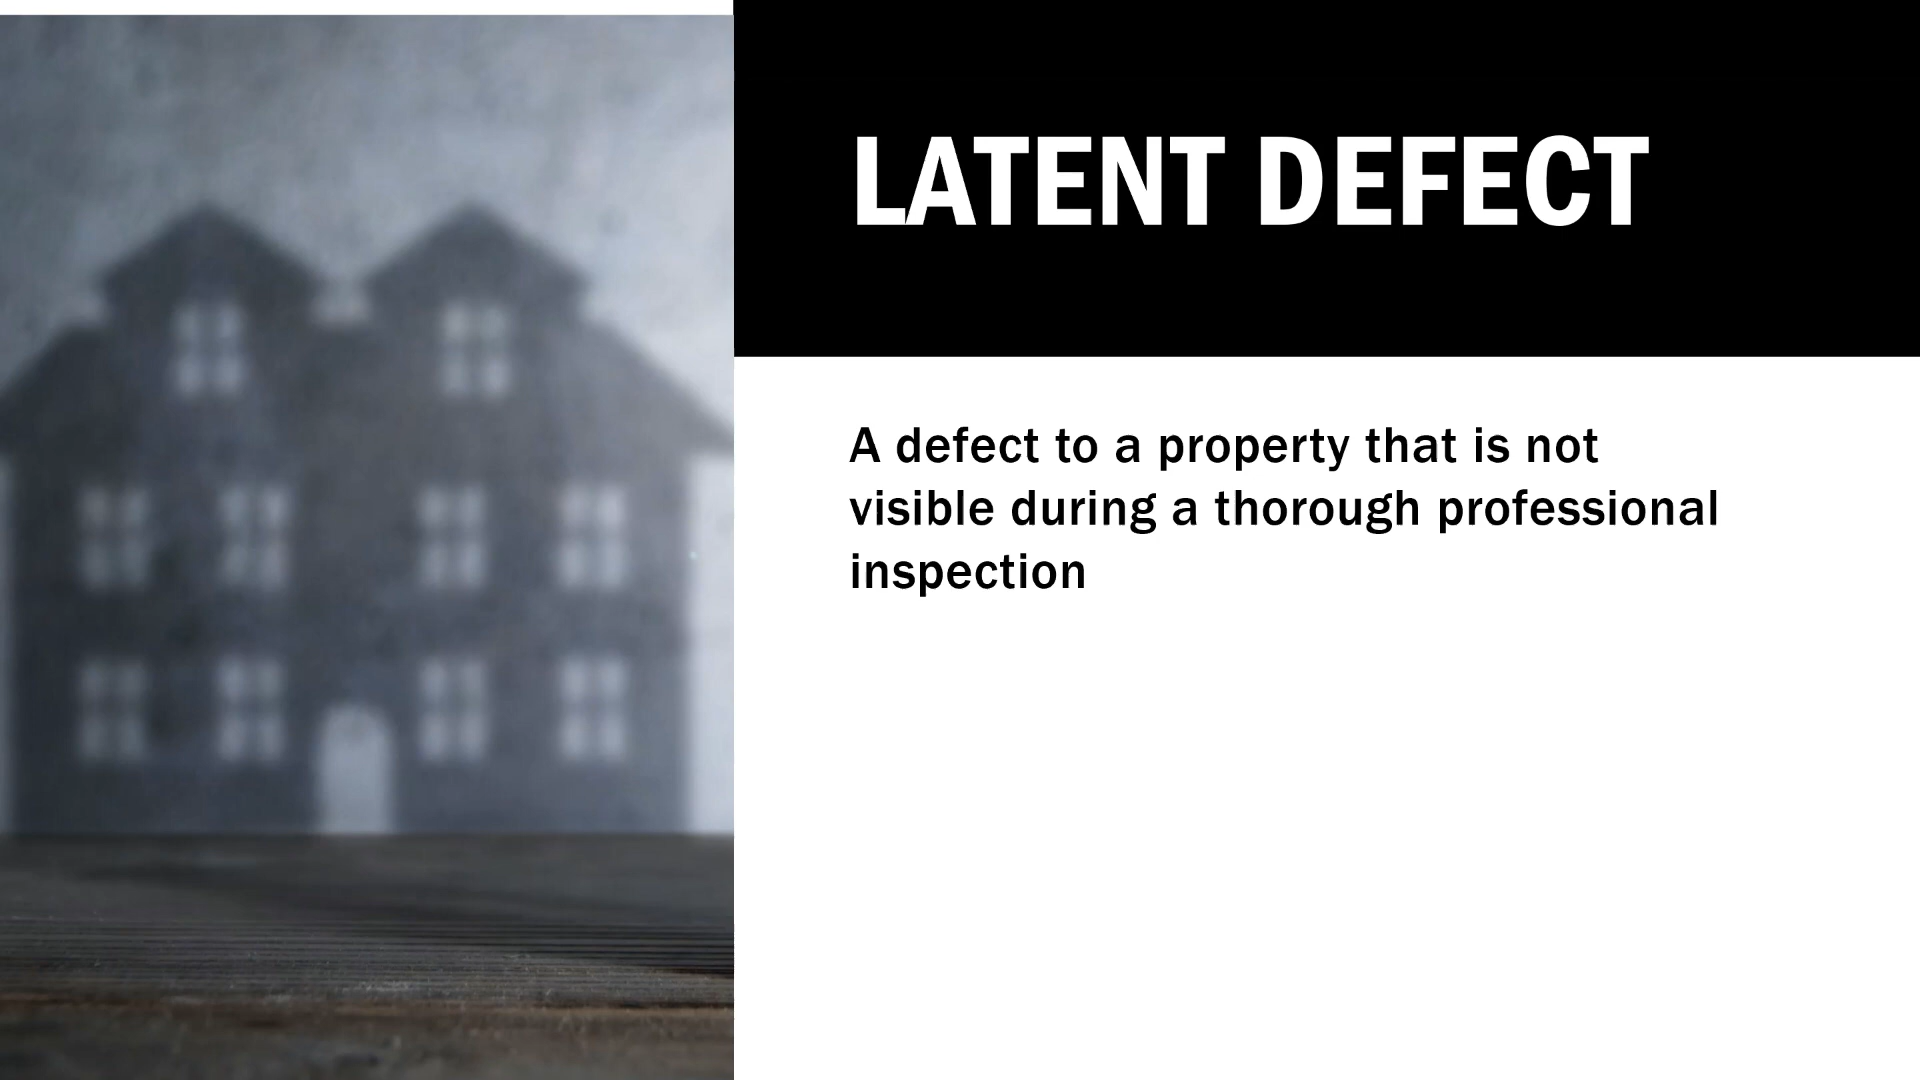 LATENT DEFECT
A defect to a property that is not
visible during a thorough professional
inspection